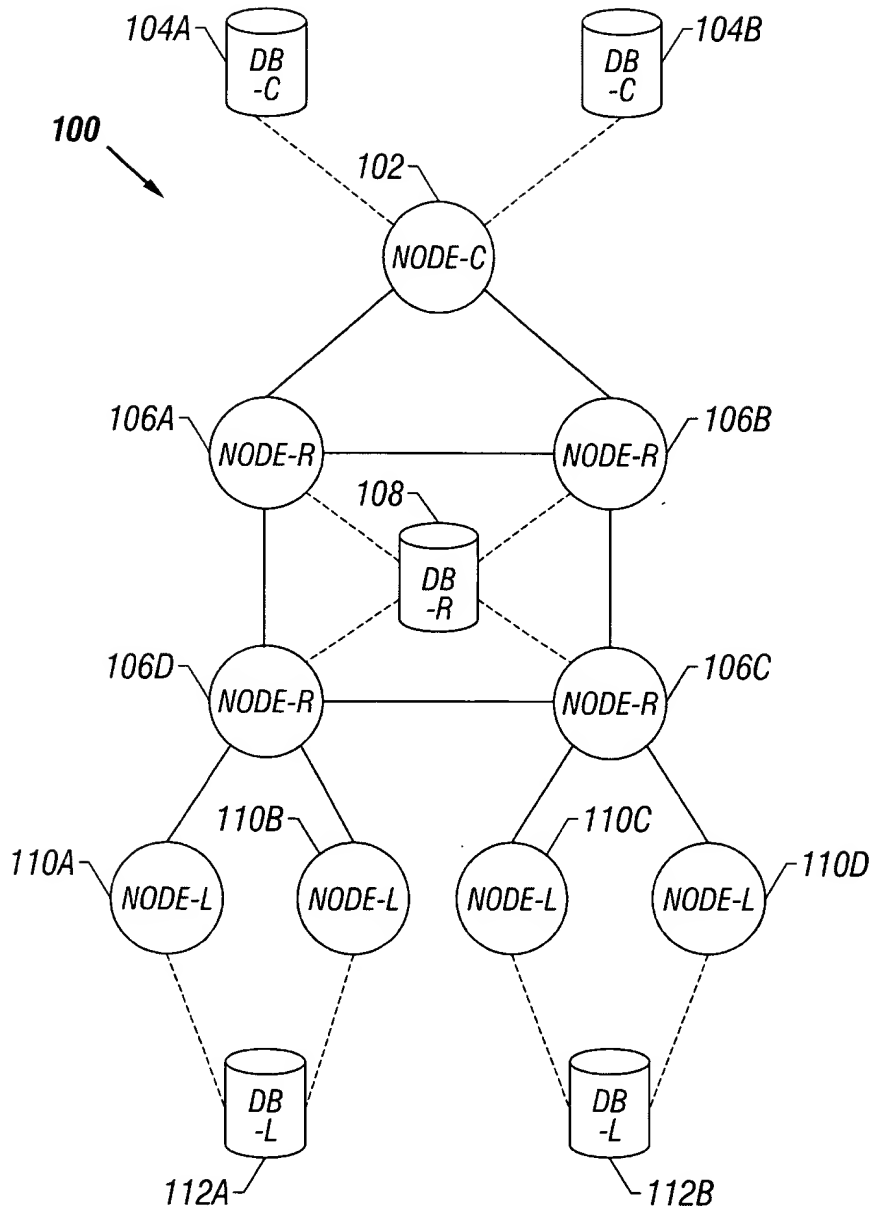 104A
DB
-C
DB
-C
104B
100
102
NODE-C
106A
NODE-R
NODE-R
106B
108
DB
-R
106D
NODE-R
NODE-R
106C
110B
110C
110A
NODE-L
NODE-L
NODE-L
NODE-L
110D
DB
-L
DB
-L
112A
112B